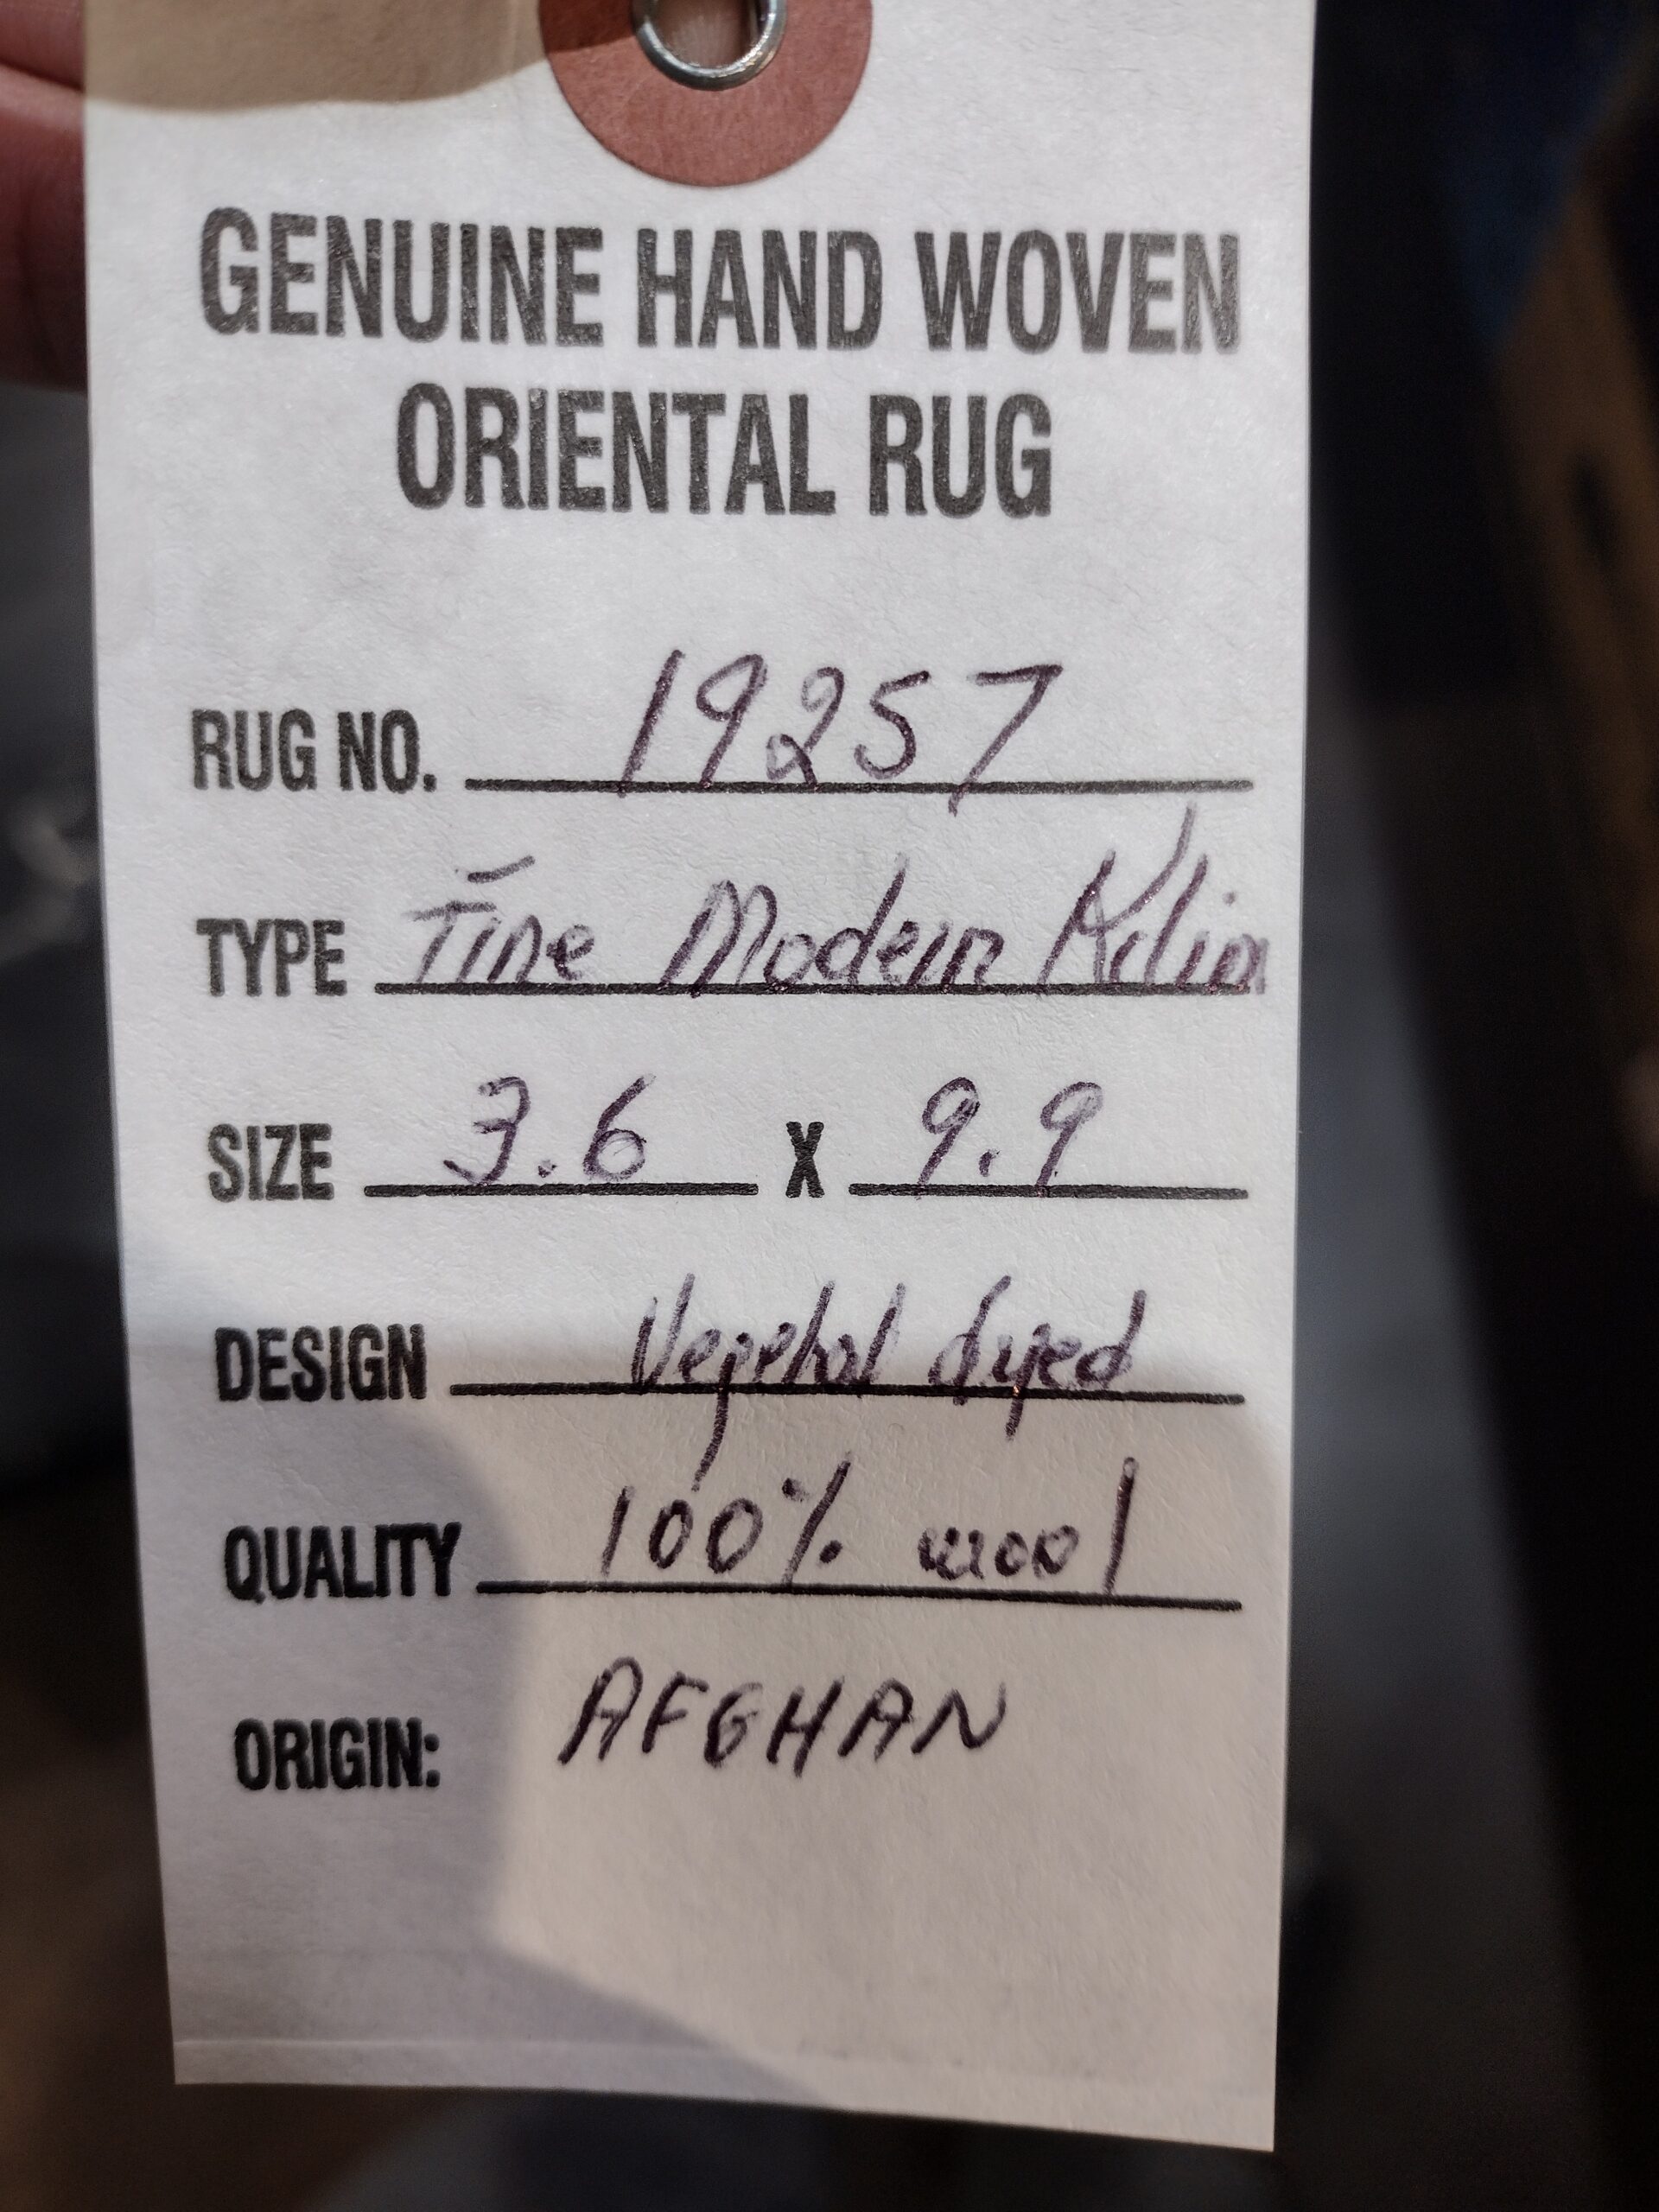 GENUINE HAND WOVEN
ORIENTAL RUG
RUG NO. 19257
TYPE Fine Modern Kilim
SIZE 3.6 X 9.9
DESIGN Vegetal dyed
QUALITY 100% wool
ORIGIN: AFGHAN